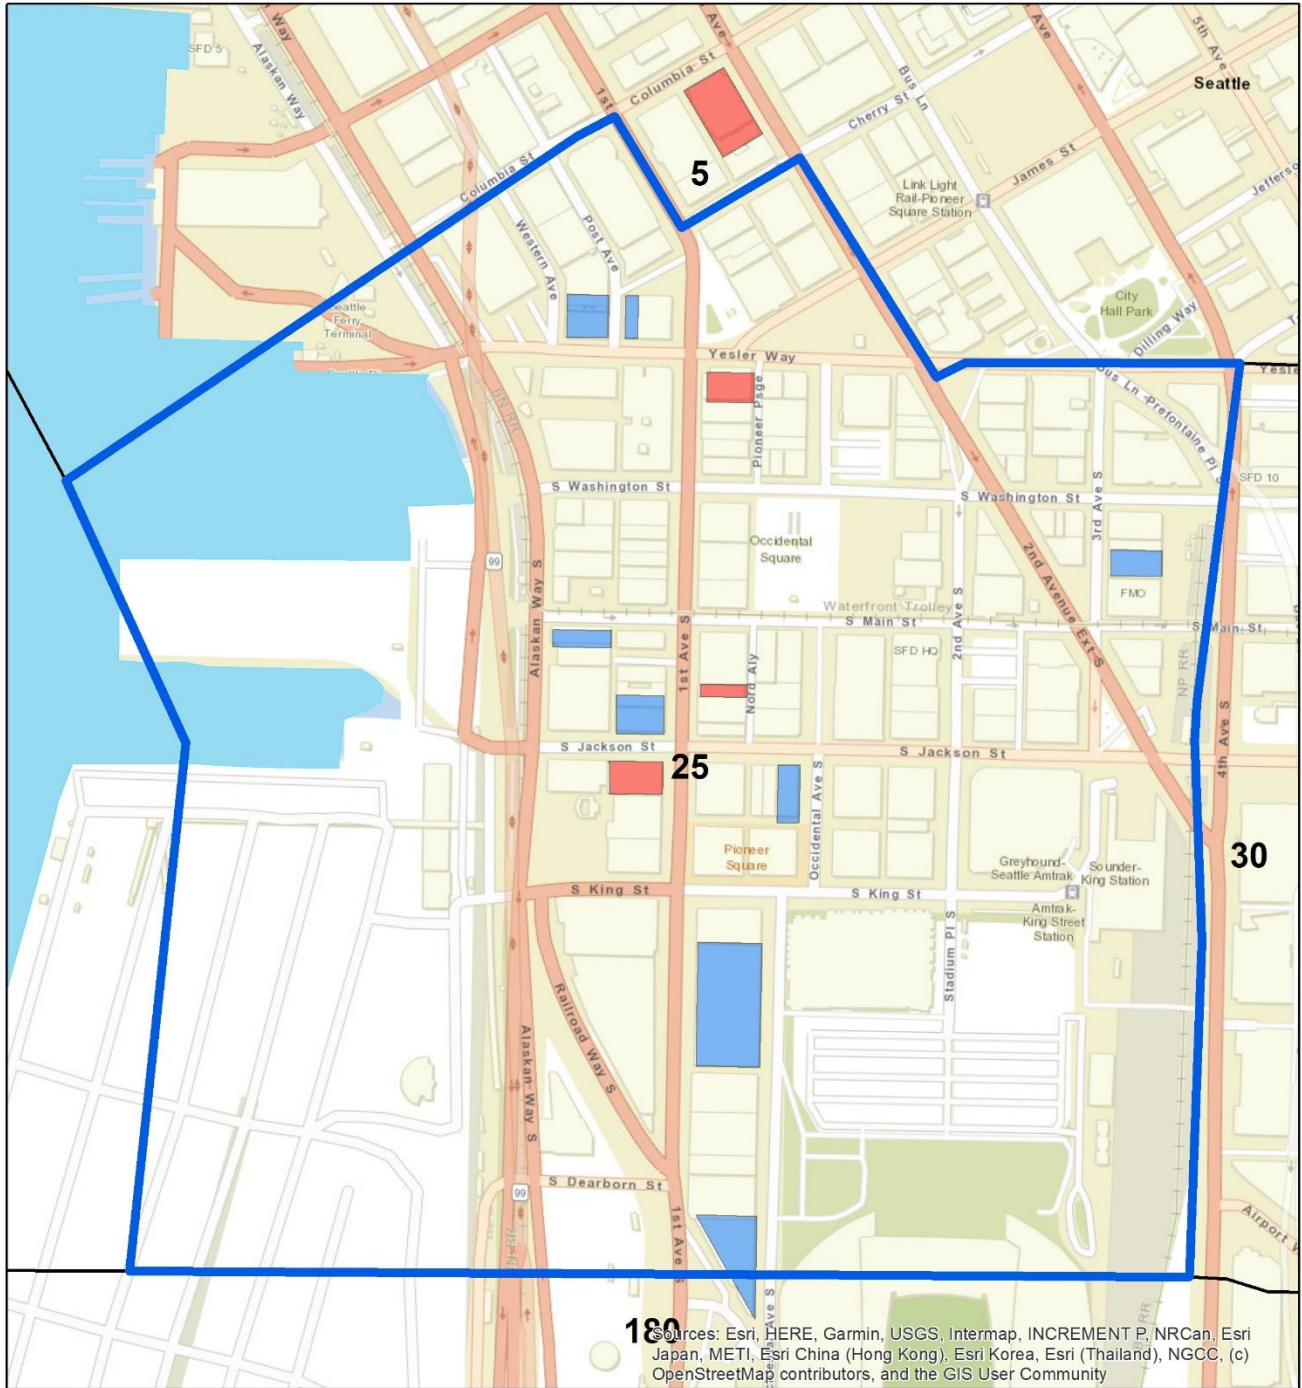 SFD 5
Way
Alaskan Way
Ave
Ave
5th Ave
Seattle
1st
Columbia St
Bus Ln
Cherry St
James St
5
Columbia St
Link Light
Rail-Pioneer
Square Station
Western Ave
Post Ave
Seattle
Ferry
Terminal
City
Hall Park
Dilling Way
Yesler Way
BN RR
Pioneer Psge
Bus Ln
Prefontaine Pl S
SFD 10
S Washington St
S Washington St
3rd Ave S
Occidental
Square
99
Alaskan Way S
2nd Avenue Ext S
FMO
Waterfront Trolley
S Main St
S Main St
1st Ave S
2nd Ave S
SFD HQ
Nord Aly
NP RR
4th Ave S
S Jackson St
S Jackson St
25
Occidental Ave S
Pioneer
Square
Greyhound-
Seattle Amtrak
Sounder-
King Station
30
S King St
S King St
Amtrak-
King Street
Station
Stadium Pl S
Railroad Way S
Alaskan Way S
S Dearborn St
99
BN RR
1st Ave S
Airport W
180
Sources: Esri, HERE, Garmin, USGS, Intermap, INCREMENT P, NRCan, Esri
Japan, METI, Esri China (Hong Kong), Esri Korea, Esri (Thailand), NGCC, (c)
OpenStreetMap contributors, and the GIS User Community